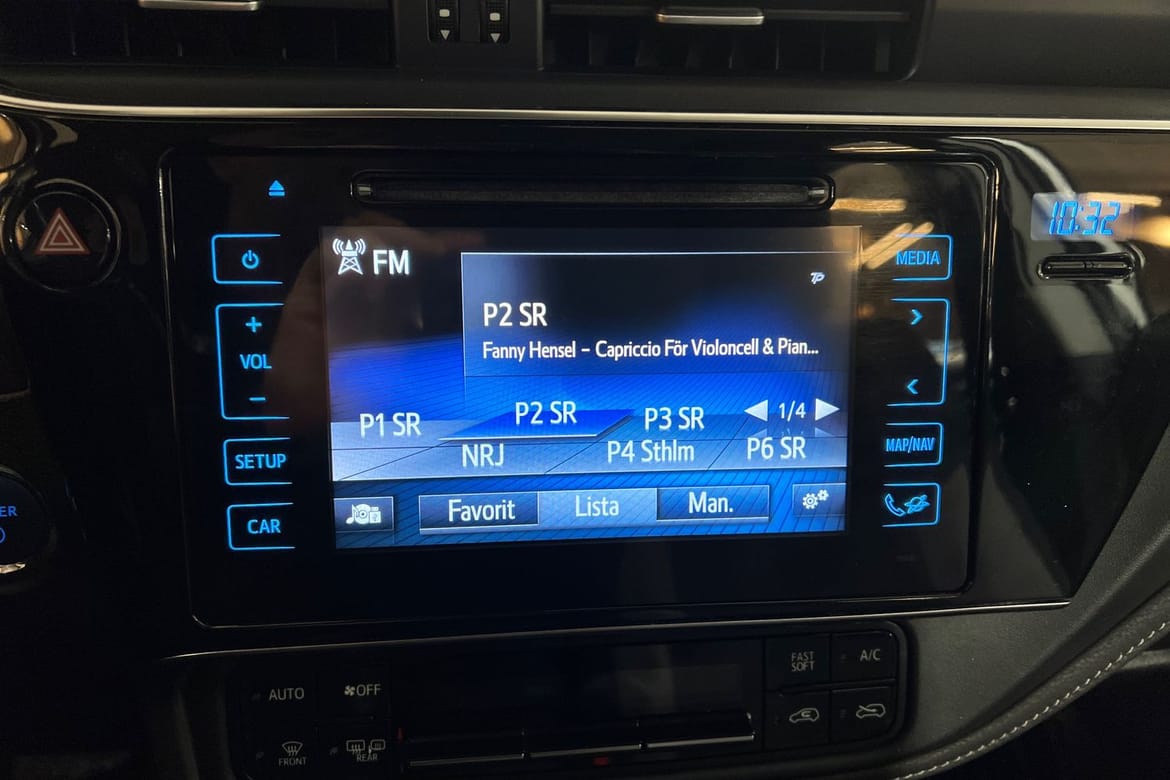 FM
TP
P2 SR
Fanny Hensel – Capriccio För Violoncell & Pian...
P1 SR
P2 SR
P3 SR
1/4
NRJ
P4 Sthlm
P6 SR
Favorit
Lista
Man.
+
VOL
−
SETUP
CAR
MEDIA
>
<
MAP/NAV
10:32
ER
AUTO
OFF
FRONT
REAR
FAST
SOFT
A/C